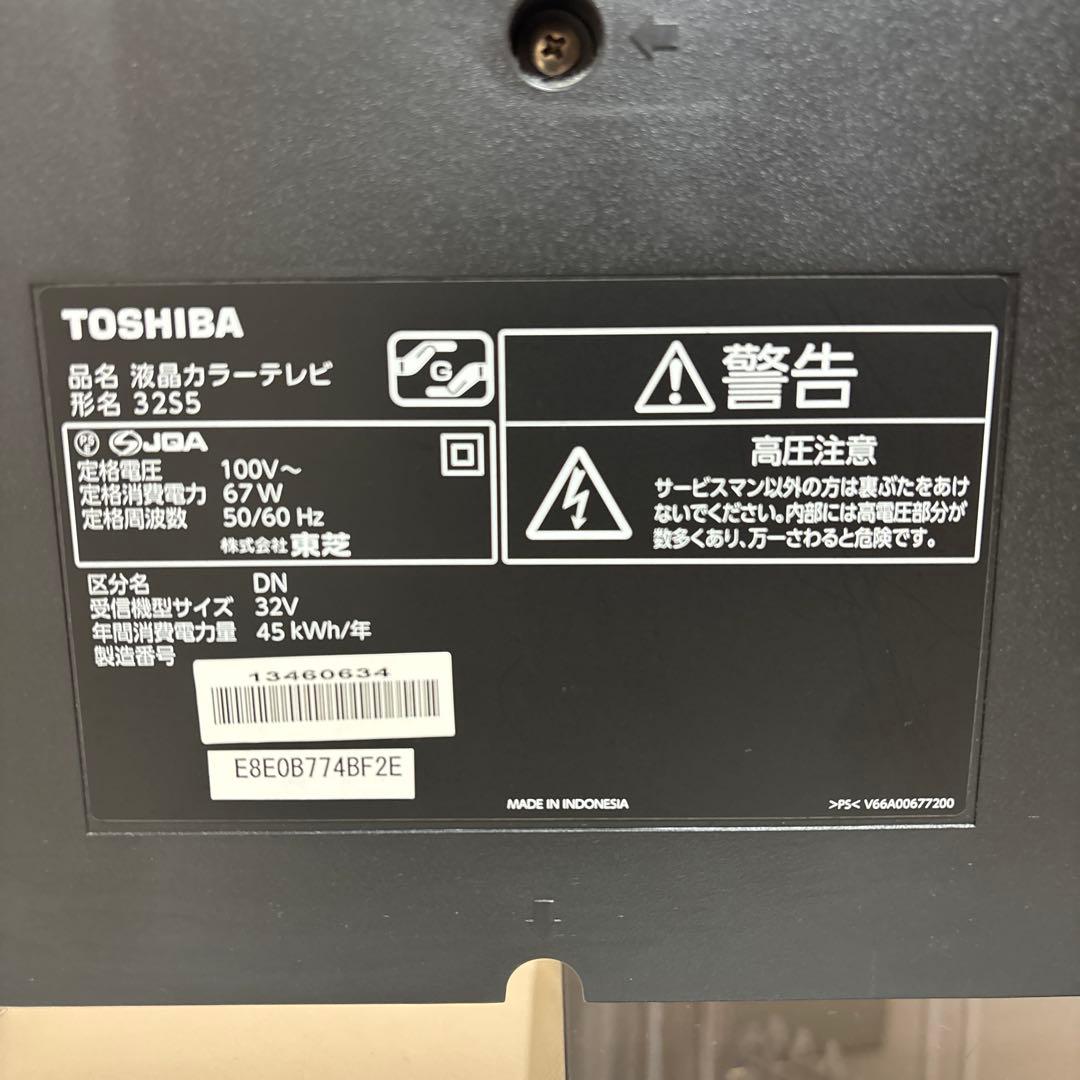 TOSHIBA
品名 液晶カラーテレビ
形名 32S5
G
PS
E
JQA
定格電圧 100V～
定格消費電力 67W
定格周波数 50/60 Hz
株式会社 東芝
区分名 DN
受信機型サイズ 32V
年間消費電力量 45 kWh/年
製造番号
13460634
E8E0B774BF2E
警告
高圧注意
サービスマン以外の方は裏ぶたをあけ
ないでください。内部には高電圧部分が
数多くあり、万一さわると危険です。
MADE IN INDONESIA
>PS< V66A00677200